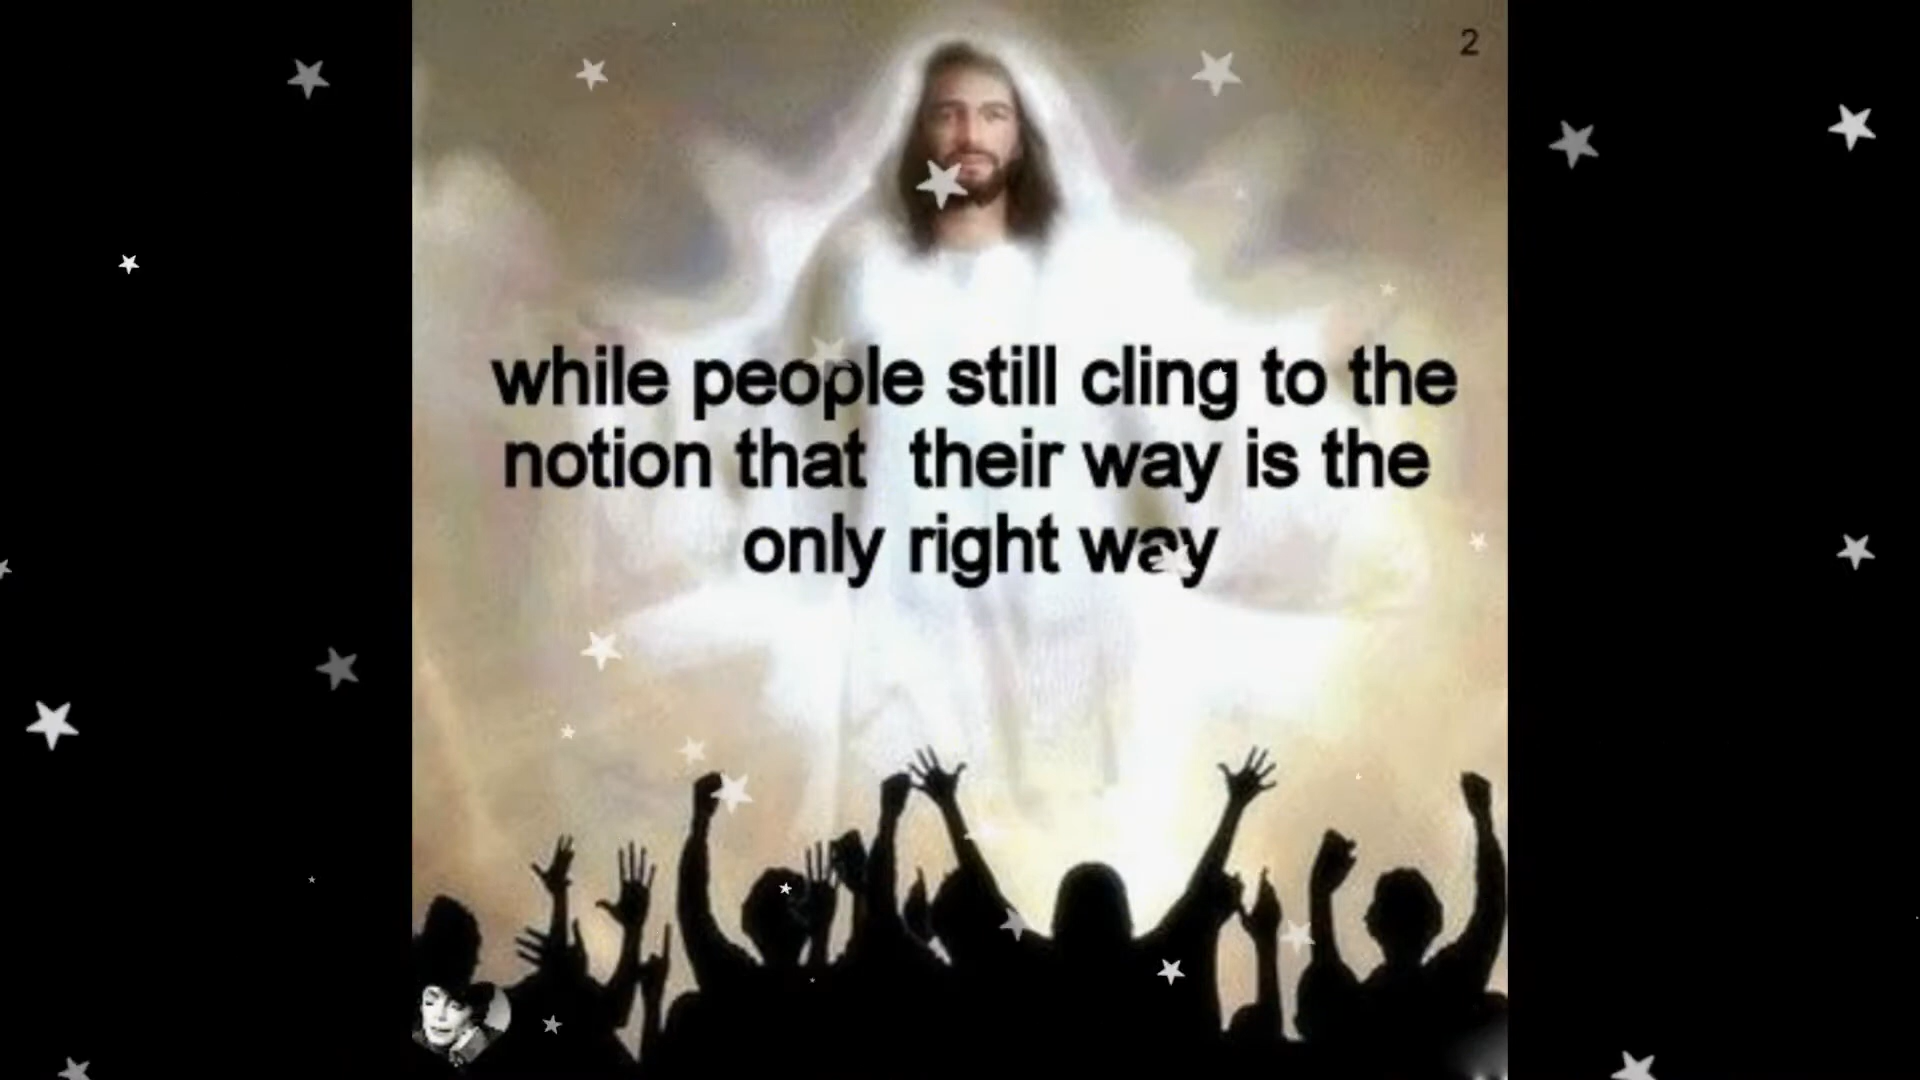 2
while people still cling to the
notion that  their way is the
only right way